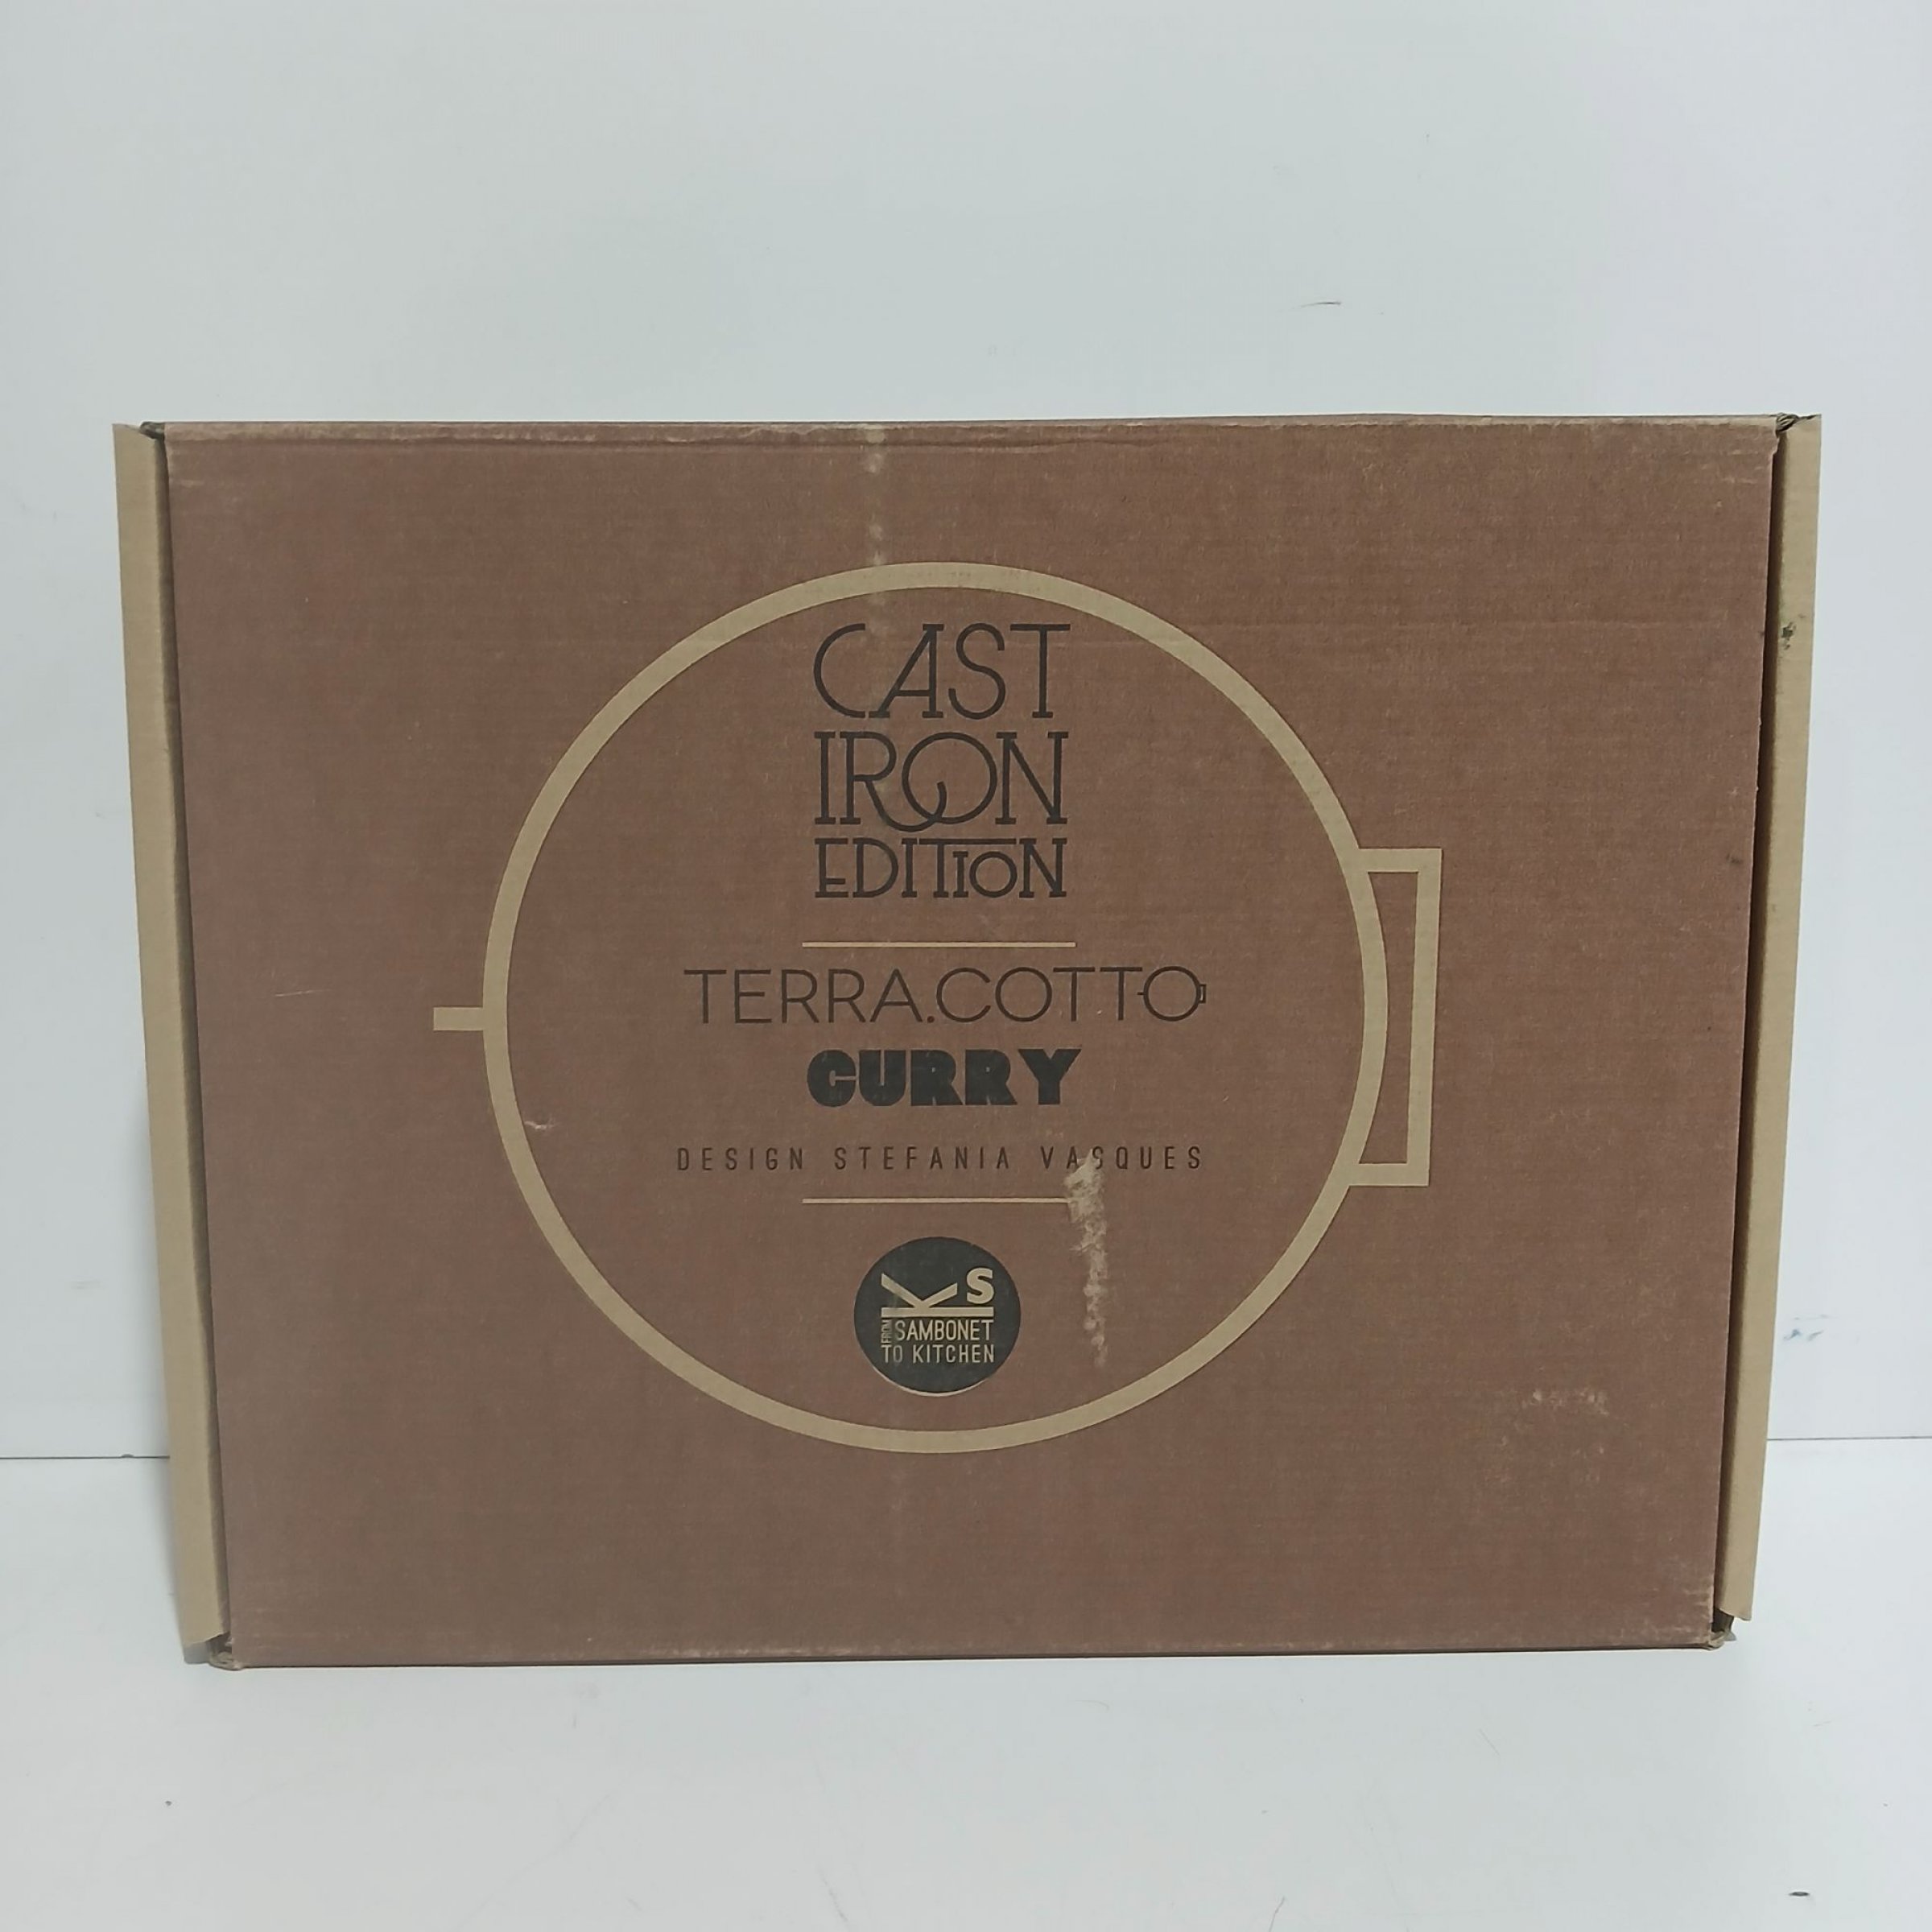 CAST
IRON
EDITION
TERRA.COTTO
CURRY
DESIGN STEFANIA VASQUES
KS
FROM SAMBONET
TO KITCHEN